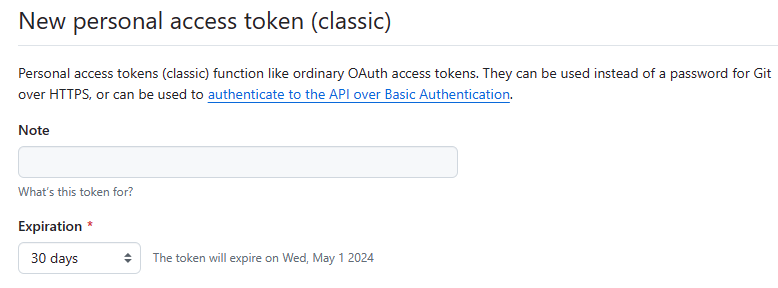 New personal access token (classic)
Personal access tokens (classic) function like ordinary OAuth access tokens. They can be used instead of a password for Git
over HTTPS, or can be used to authenticate to the API over Basic Authentication.
Note
What's this token for?
Expiration *
30 days The token will expire on Wed, May 1 2024